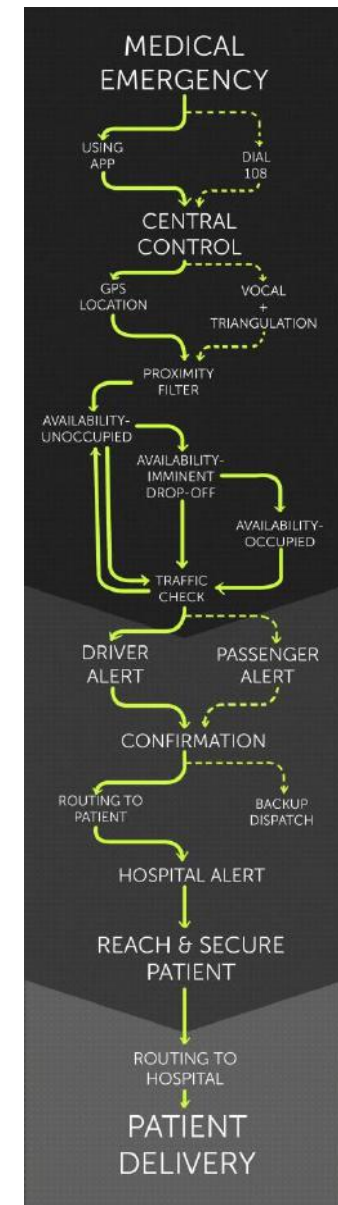 MEDICAL
EMERGENCY
USING
APP
DIAL
108
CENTRAL
CONTROL
GPS
LOCATION
VOCAL
+
TRIANGULATION
PROXIMITY
FILTER
AVAILABILITY-
UNOCCUPIED
AVAILABILITY-
IMMINENT
DROP-OFF
AVAILABILITY-
OCCUPIED
TRAFFIC
CHECK
DRIVER
ALERT
PASSENGER
ALERT
CONFIRMATION
ROUTING TO
PATIENT
BACKUP
DISPATCH
HOSPITAL ALERT
REACH & SECURE
PATIENT
ROUTING TO
HOSPITAL
PATIENT
DELIVERY